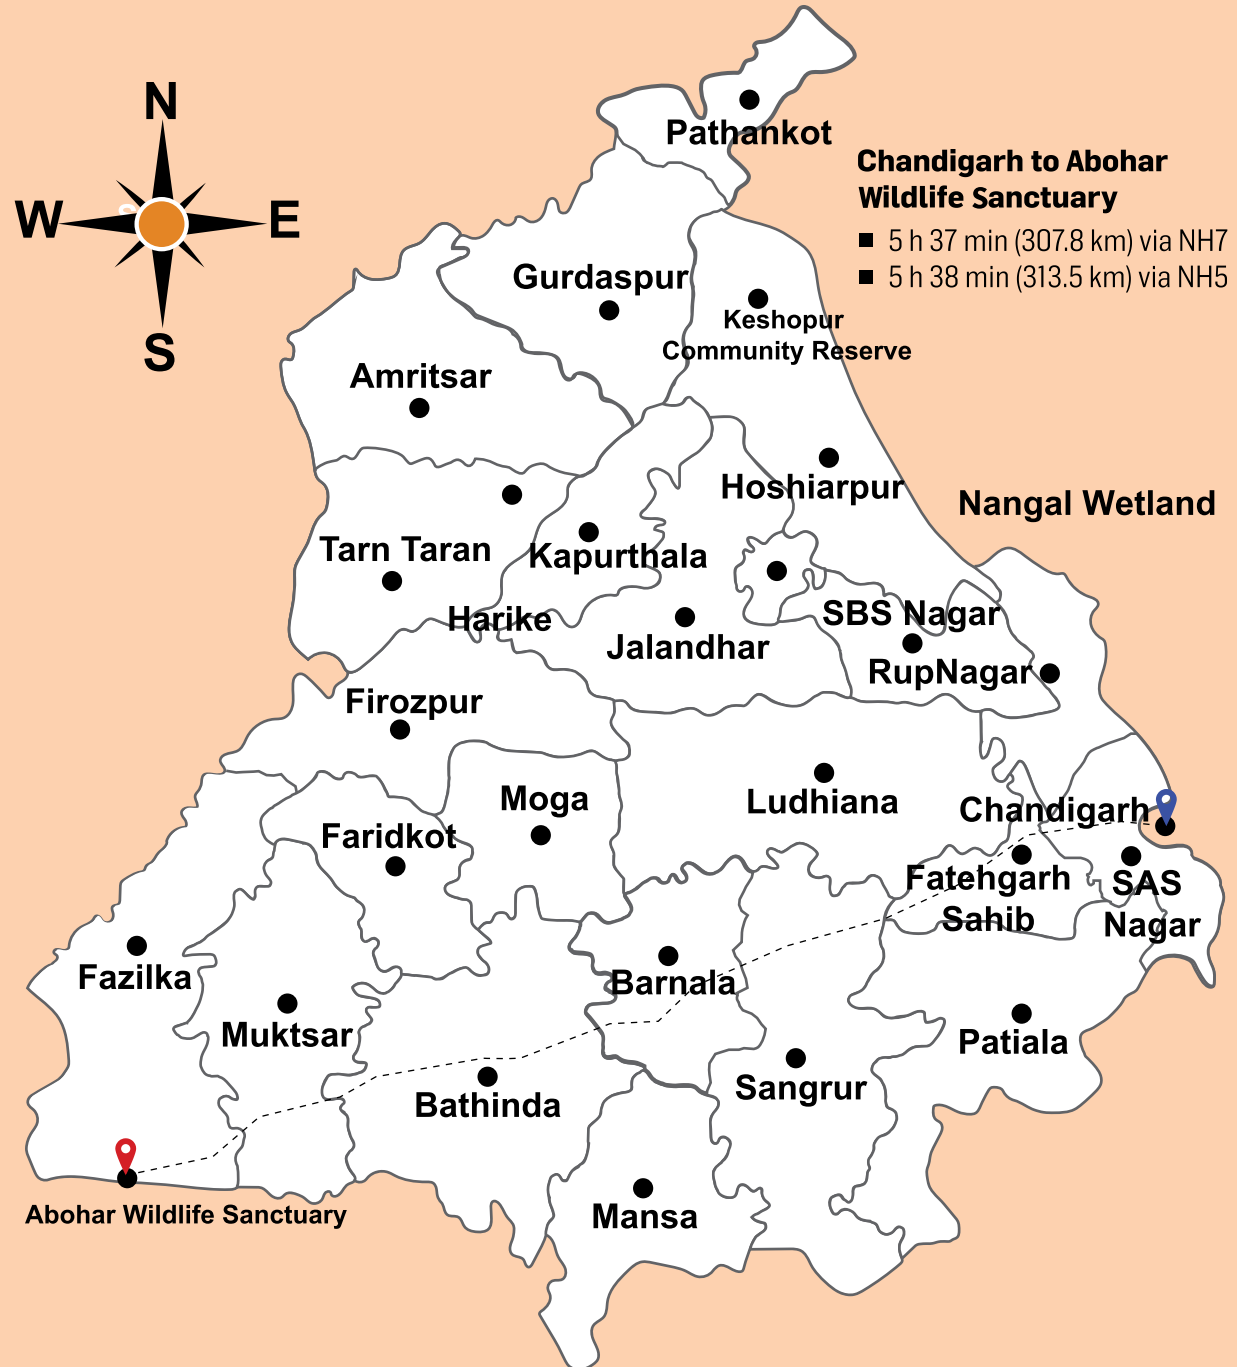 N
W
E
S
Pathankot
Chandigarh to Abohar
Wildlife Sanctuary
5 h 37 min (307.8 km) via NH7
5 h 38 min (313.5 km) via NH5
Gurdaspur
Keshopur
Community Reserve
Amritsar
Hoshiarpur
Nangal Wetland
Tarn Taran
Kapurthala
Harike
SBS Nagar
Jalandhar
RupNagar
Firozpur
Moga
Ludhiana
Chandigarh
Faridkot
Fatehgarh
Sahib
SAS
Nagar
Fazilka
Barnala
Muktsar
Patiala
Sangrur
Bathinda
Abohar Wildlife Sanctuary
Mansa